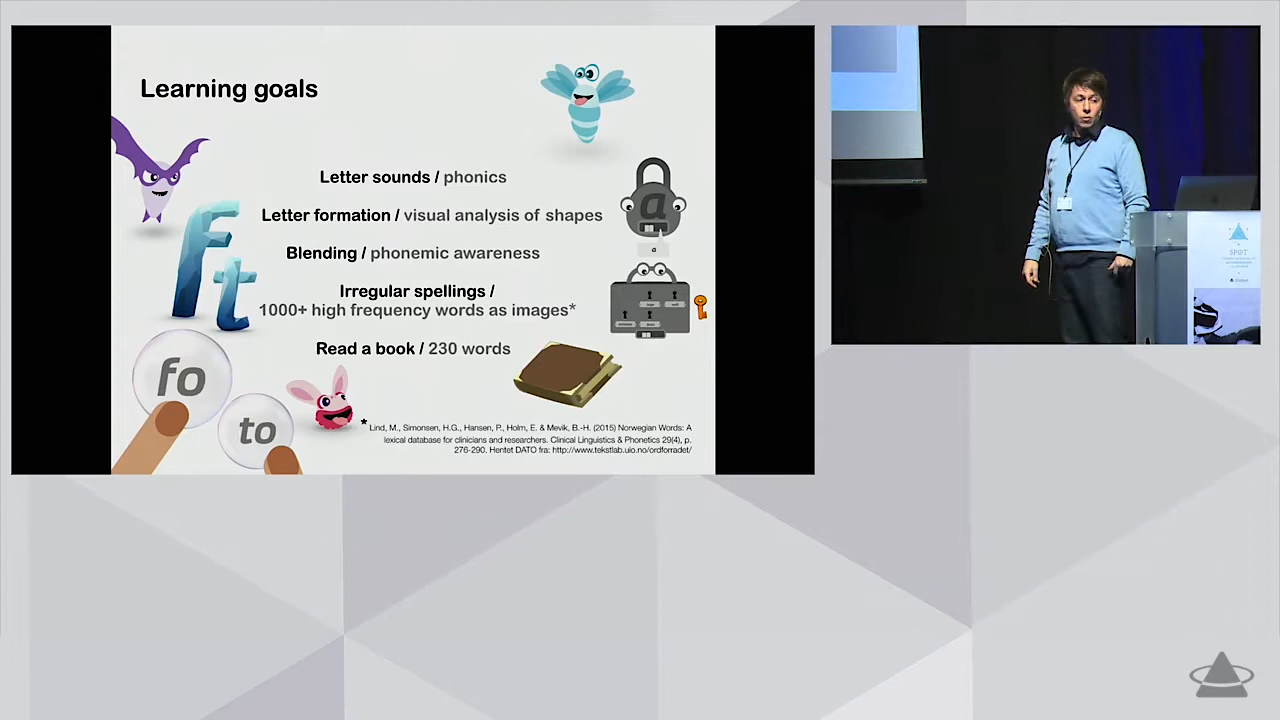 Learning goals
Letter sounds / phonics
Letter formation / visual analysis of shapes
Blending / phonemic awareness
Irregular spellings /
1000+ high frequency words as images*
Read a book / 230 words
* Lind, M., Simonsen, H.G., Hansen, P., Holm, E. & Mevik, B.-H. (2015) Norwegian Words: A
lexical database for clinicians and researchers. Clinical Linguistics & Phonetics 29(4), p.
276-290. Hentet DATO fra: http://www.tekstlab.uio.no/ordforradet/
F
t
fo
to
a
a